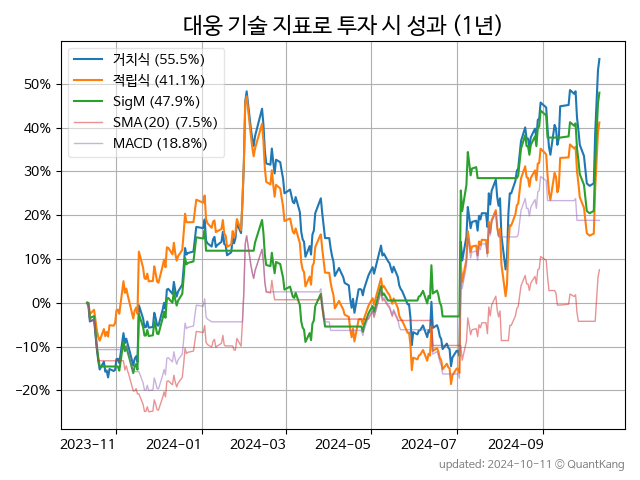 대웅 기술 지표로 투자 시 성과 (1년)
거치식 (55.5%)
적립식 (41.1%)
SigM (47.9%)
SMA(20) (7.5%)
MACD (18.8%)
50%
40%
30%
20%
10%
0%
−10%
−20%
2023-11
2024-01
2024-03
2024-05
2024-07
2024-09
updated: 2024-10-11 © QuantKang